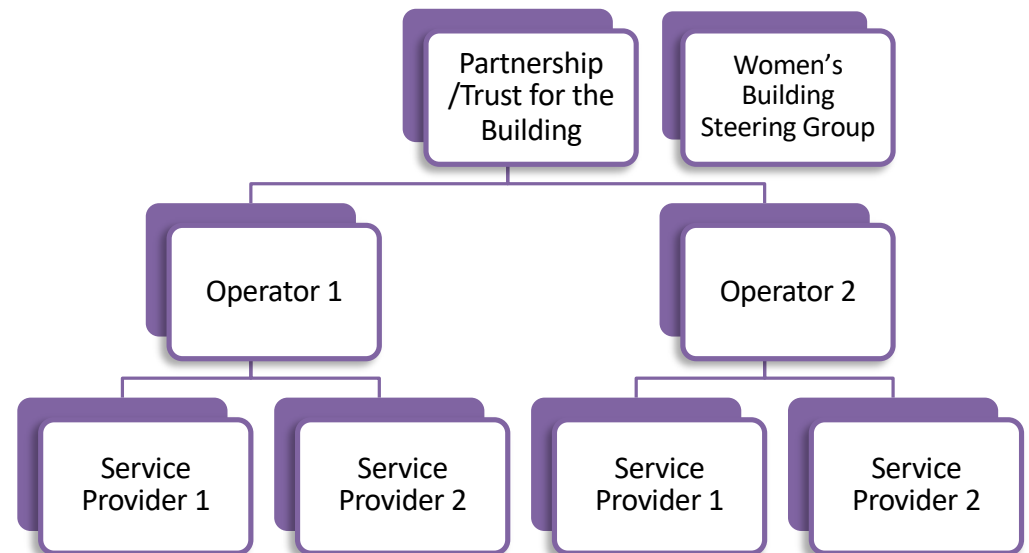 Partnership
/Trust for the
Building
Women's
Building
Steering Group
Operator 1
Operator 2
Service
Provider 1
Service
Provider 2
Service
Provider 1
Service
Provider 2